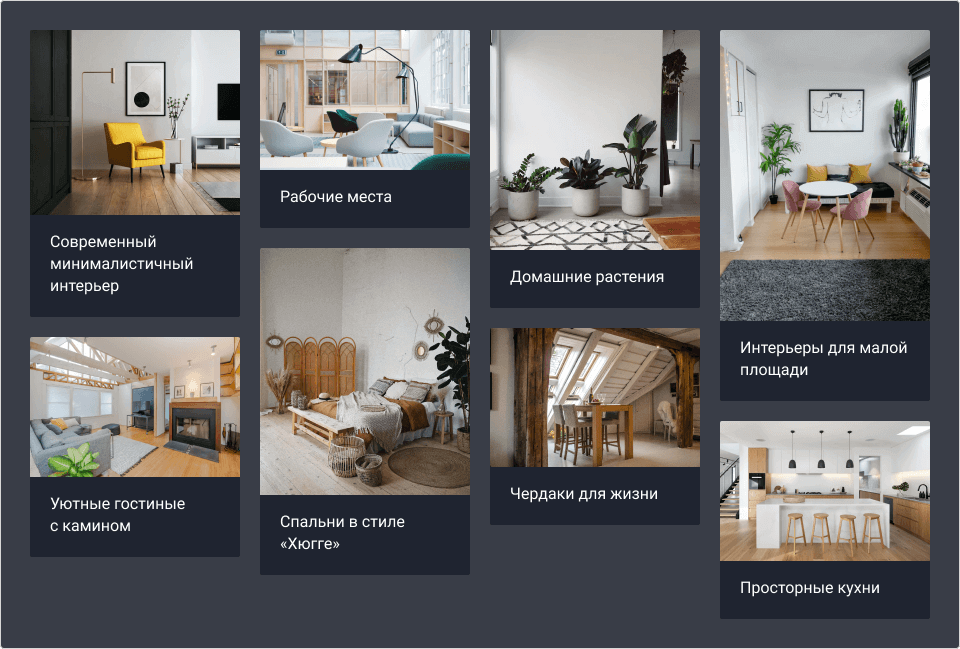 Современный
минималистичный
интерьер
Уютные гостиные
с камином
Рабочие места
Спальни в стиле
«Хюгге»
Домашние растения
Чердаки для жизни
Интерьеры для малой
площади
Просторные кухни